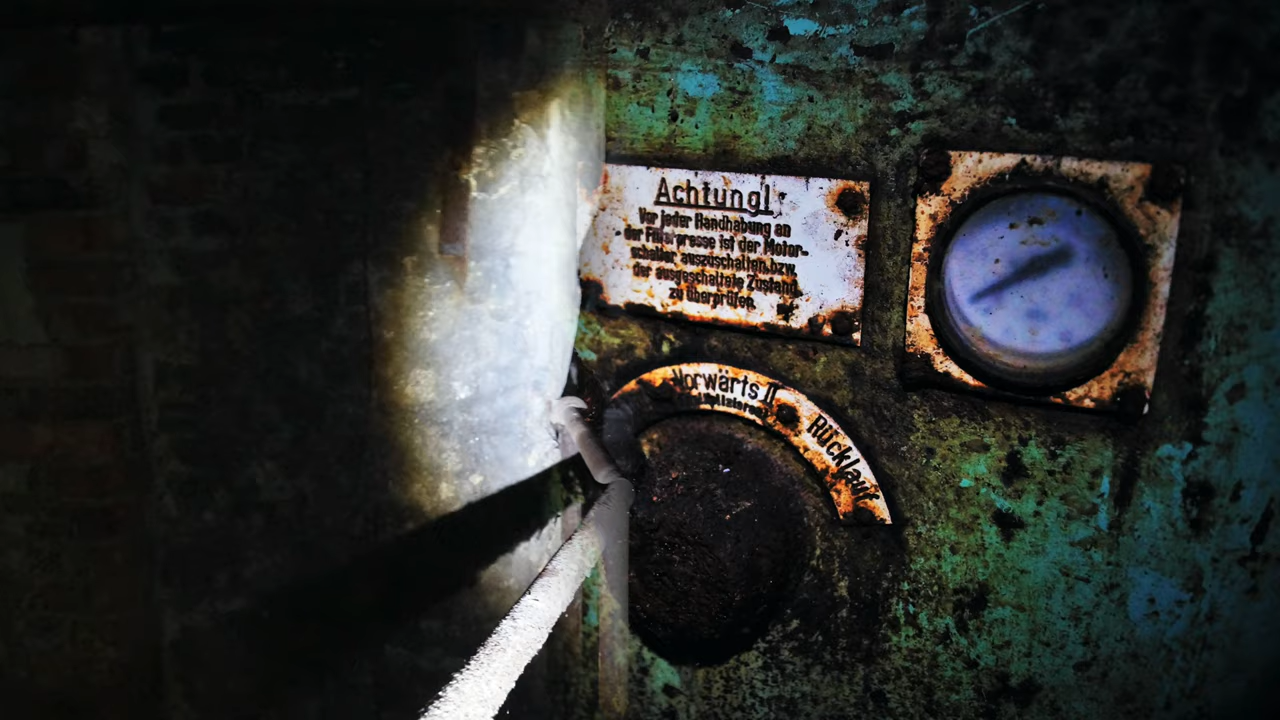 Achtung!
Vor jeder Handhabung an
der Filterpresse ist der Motor-
schalter auszuschalten bzw.
der ausgeschaltete Zustand
zu überprüfen.
Vorwärts II
Rücklauf